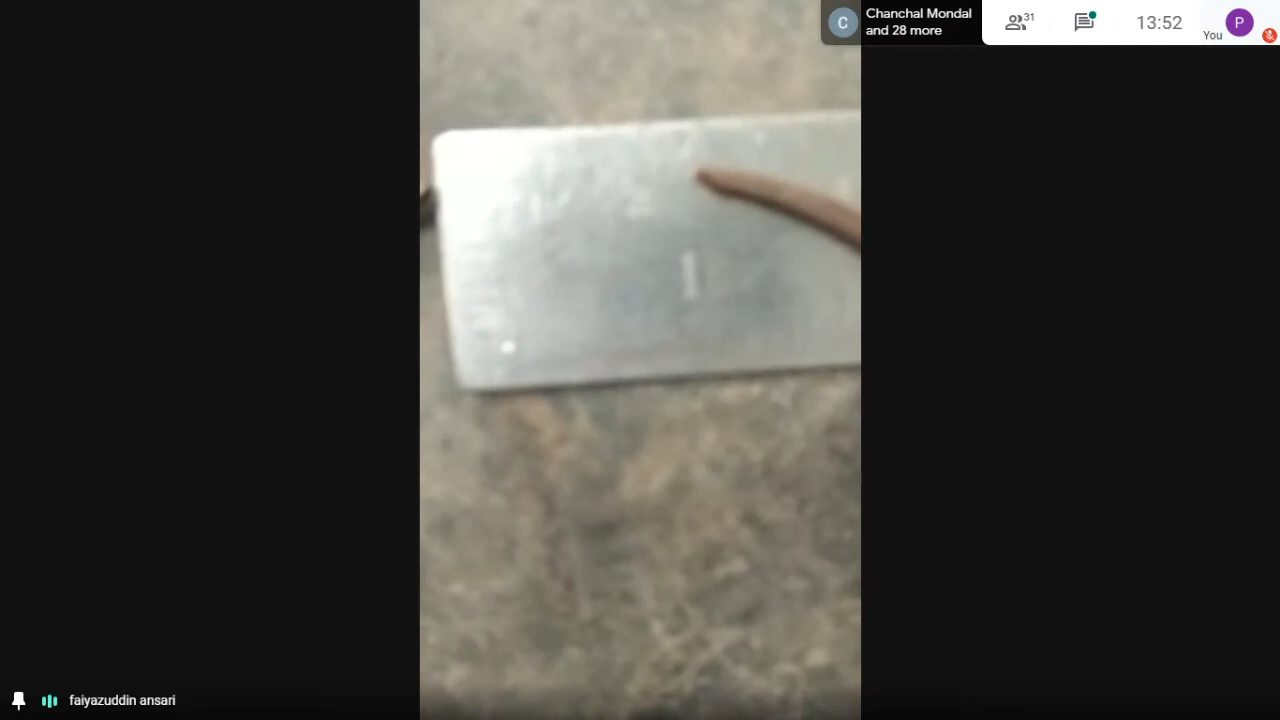 Chanchal Mondal
and 28 more
C
31
13:52
You
P
faiyazuddin ansari